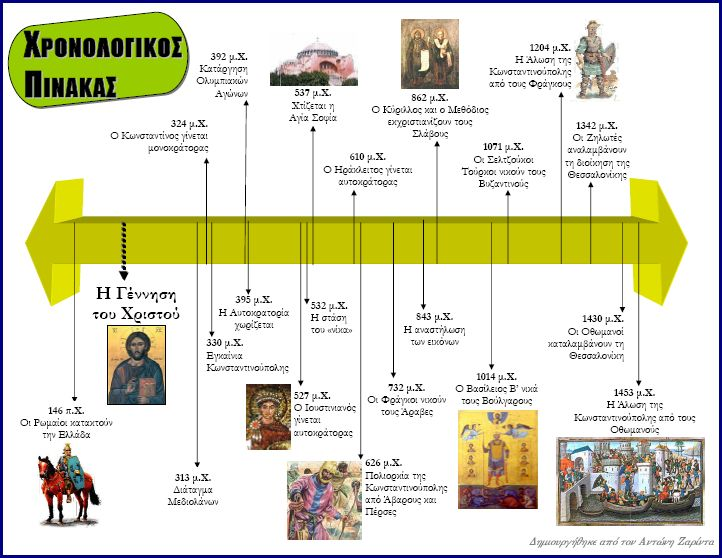 ΧΡΟΝΟΛΟΓΙΚΟΣ
ΠΙΝΑΚΑΣ
324 μ.Χ.
Ο Κωνσταντίνος γίνεται
μονοκράτορας
392 μ.Χ.
Κατάργηση
Ολυμπιακών
Αγώνων
537 μ.Χ.
Χτίζεται η
Αγία Σοφία
610 μ.Χ.
Ο Ηράκλειτος γίνεται
αυτοκράτορας
862 μ.Χ.
Ο Κύριλλος και ο Μεθόδιος
εκχριστιανίζουν τους
Σλάβους
1071 μ.Χ.
Οι Σελτζούκοι
Τούρκοι νικούν τους
Βυζαντινούς
1204 μ.Χ.
Η Άλωση της
Κωνσταντινούπολης
από τους Φράγκους
1342 μ.Χ.
Οι Ζηλωτές
αναλαμβάνουν
τη διοίκηση της
Θεσσαλονίκης
146 π.Χ.
Οι Ρωμαίοι κατακτούν
την Ελλάδα
Η Γέννηση
του Χριστού
313 μ.Χ.
Διάταγμα
Μεδιολάνων
330 μ.Χ.
Εγκαίνια
Κωνσταντινούπολης
395 μ.Χ.
Η Αυτοκρατορία
χωρίζεται
527 μ.Χ.
Ο Ιουστινιανός
γίνεται
αυτοκράτορας
532 μ.Χ.
Η στάση
του «νίκα»
626 μ.Χ.
Πολιορκία της
Κωνσταντινούπολης
από Άβαρους και
Πέρσες
732 μ.Χ.
Οι Φράγκοι νικούν
τους Άραβες
843 μ.Χ.
Η αναστήλωση
των εικόνων
1014 μ.Χ.
Ο Βασίλειος Β' νικά
τους Βούλγαρους
1430 μ.Χ.
Οι Οθωμανοί
καταλαμβάνουν τη
Θεσσαλονίκη
1453 μ.Χ.
Η Άλωση της
Κωνσταντινούπολης από τους
Οθωμανούς
Δημιουργήθηκε από τον Αντώνη Ζαρίντα